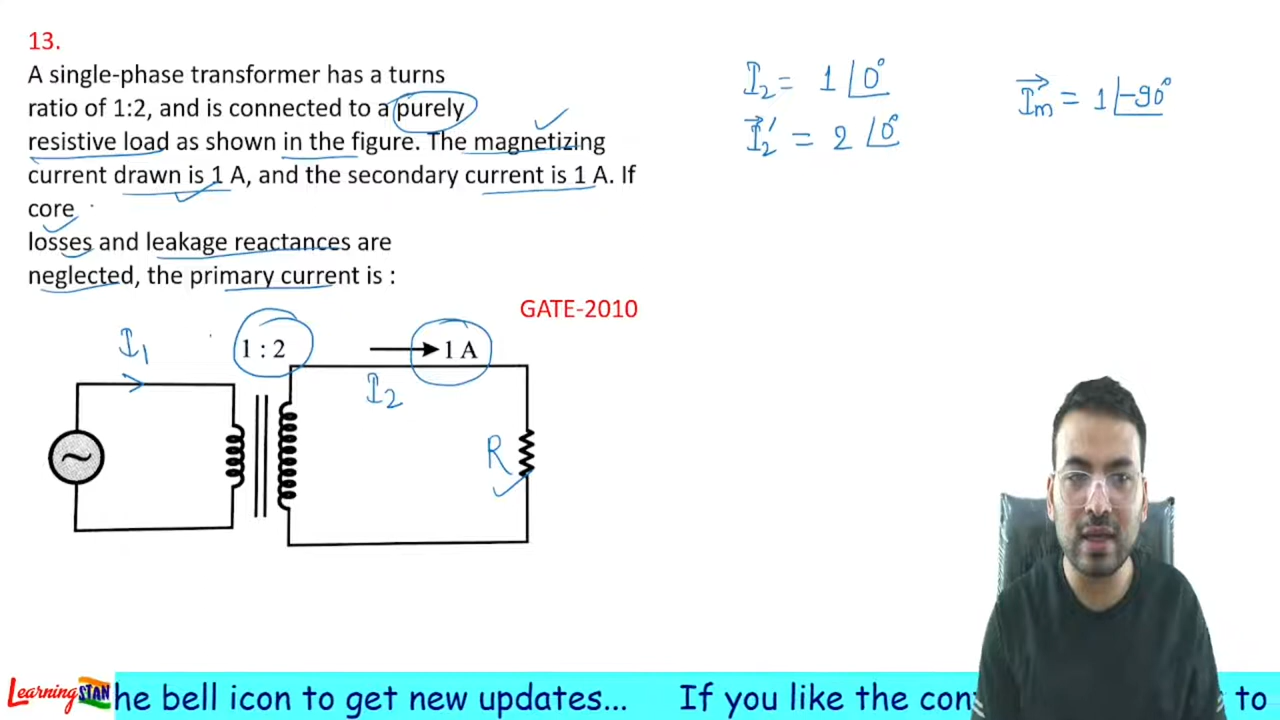 13.
A single-phase transformer has a turns
ratio of 1:2, and is connected to a purely
resistive load as shown in the figure. The magnetizing
current drawn is 1 A, and the secondary current is 1 A. If
core
losses and leakage reactances are
neglected, the primary current is :
GATE-2010
I₂ = 1 ∠0°
I₂' = 2 ∠0°
Iₘ = 1 ∠-90°
I₁
1 : 2
1 A
I₂
R
~
Learning STAN
he bell icon to get new updates... If you like the con
to